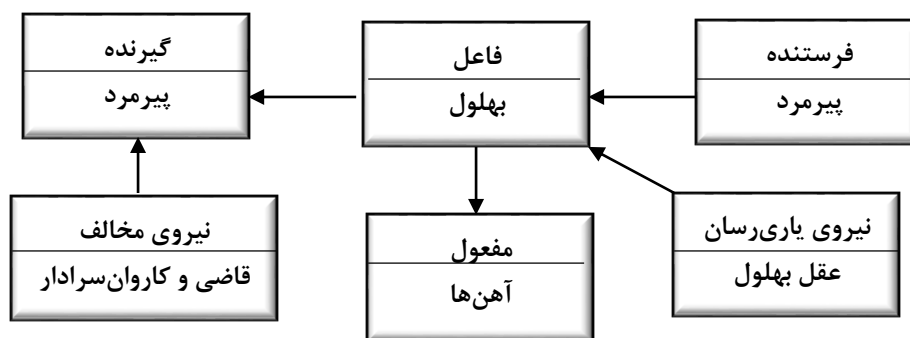 فرستنده
پیرمرد
فاعل
بهلول
گیرنده
پیرمرد
نیروی یاری‌رسان
عقل بهلول
مفعول
آهن‌ها
نیروی مخالف
قاضی و کاروان‌سرادار